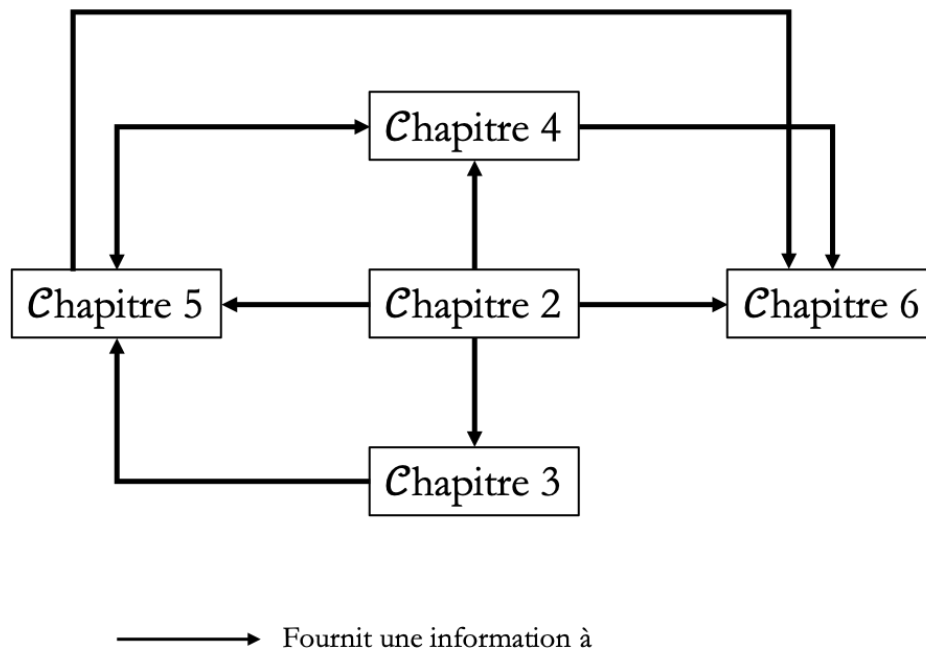 Chapitre 4
Chapitre 5
Chapitre 2
Chapitre 6
Chapitre 3
Fournit une information à